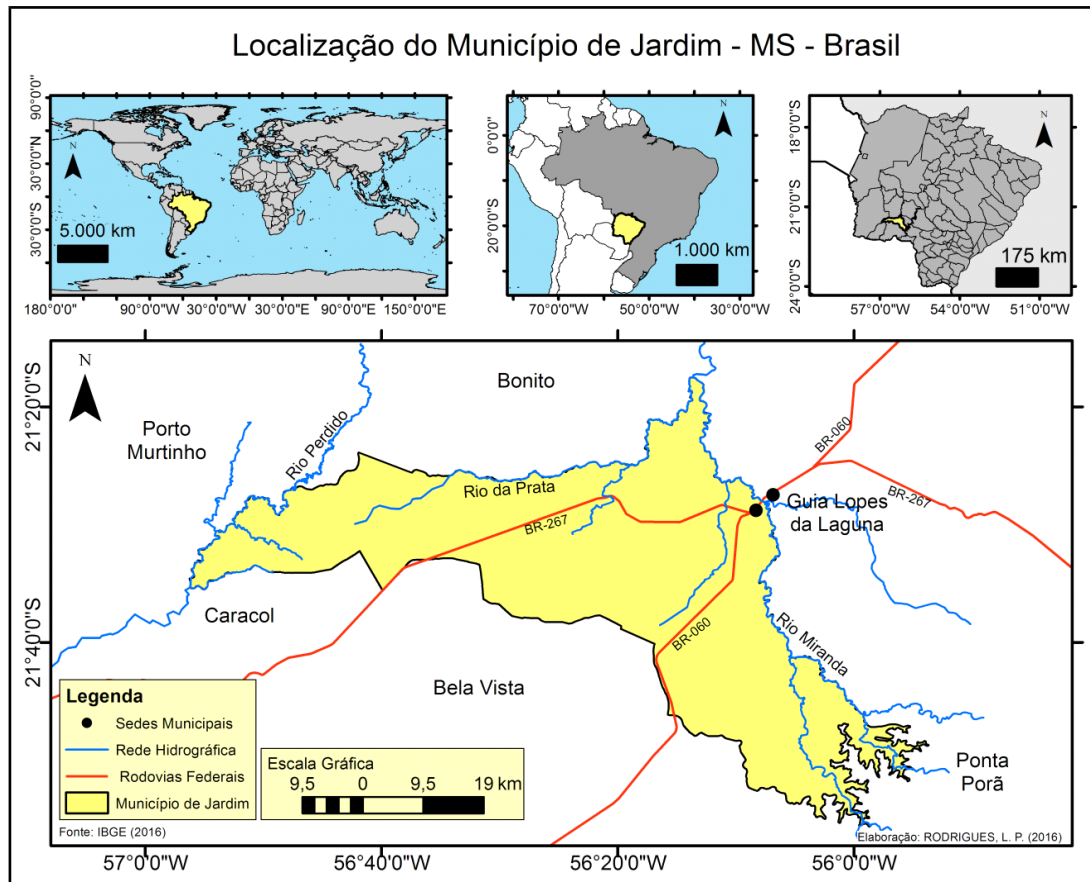 Localização do Município de Jardim - MS - Brasil
90°0'0"
30°0'0"N
30°0'0"S
N
5.000 km
180°0'0"
90°0'0"W
30°0'0"W
30°0'0"E
90°0'0"E
150°0'0"E
0°0'0"
20°0'0"S
N
1.000 km
70°0'0"W
50°0'0"W
30°0'0"W
18°0'0"S
21°0'0"S
24°0'0"S
N
175 km
57°0'0"W
54°0'0"W
51°0'0"W
N
21°20'0"S
21°40'0"S
Bonito
Porto
Murtinho
Rio Perdido
Rio da Prata
BR-267
BR-060
BR-267
Guia Lopes
da Laguna
Caracol
BR-060
Rio Miranda
Bela Vista
Ponta
Porã
Legenda
Sedes Municipais
Rede Hidrográfica
Rodovias Federais
Município de Jardim
Escala Gráfica
9,5 0 9,5 19 km
Fonte: IBGE (2016)
Elaboração: RODRIGUES, L. P. (2016)
57°0'0"W
56°40'0"W
56°20'0"W
56°0'0"W